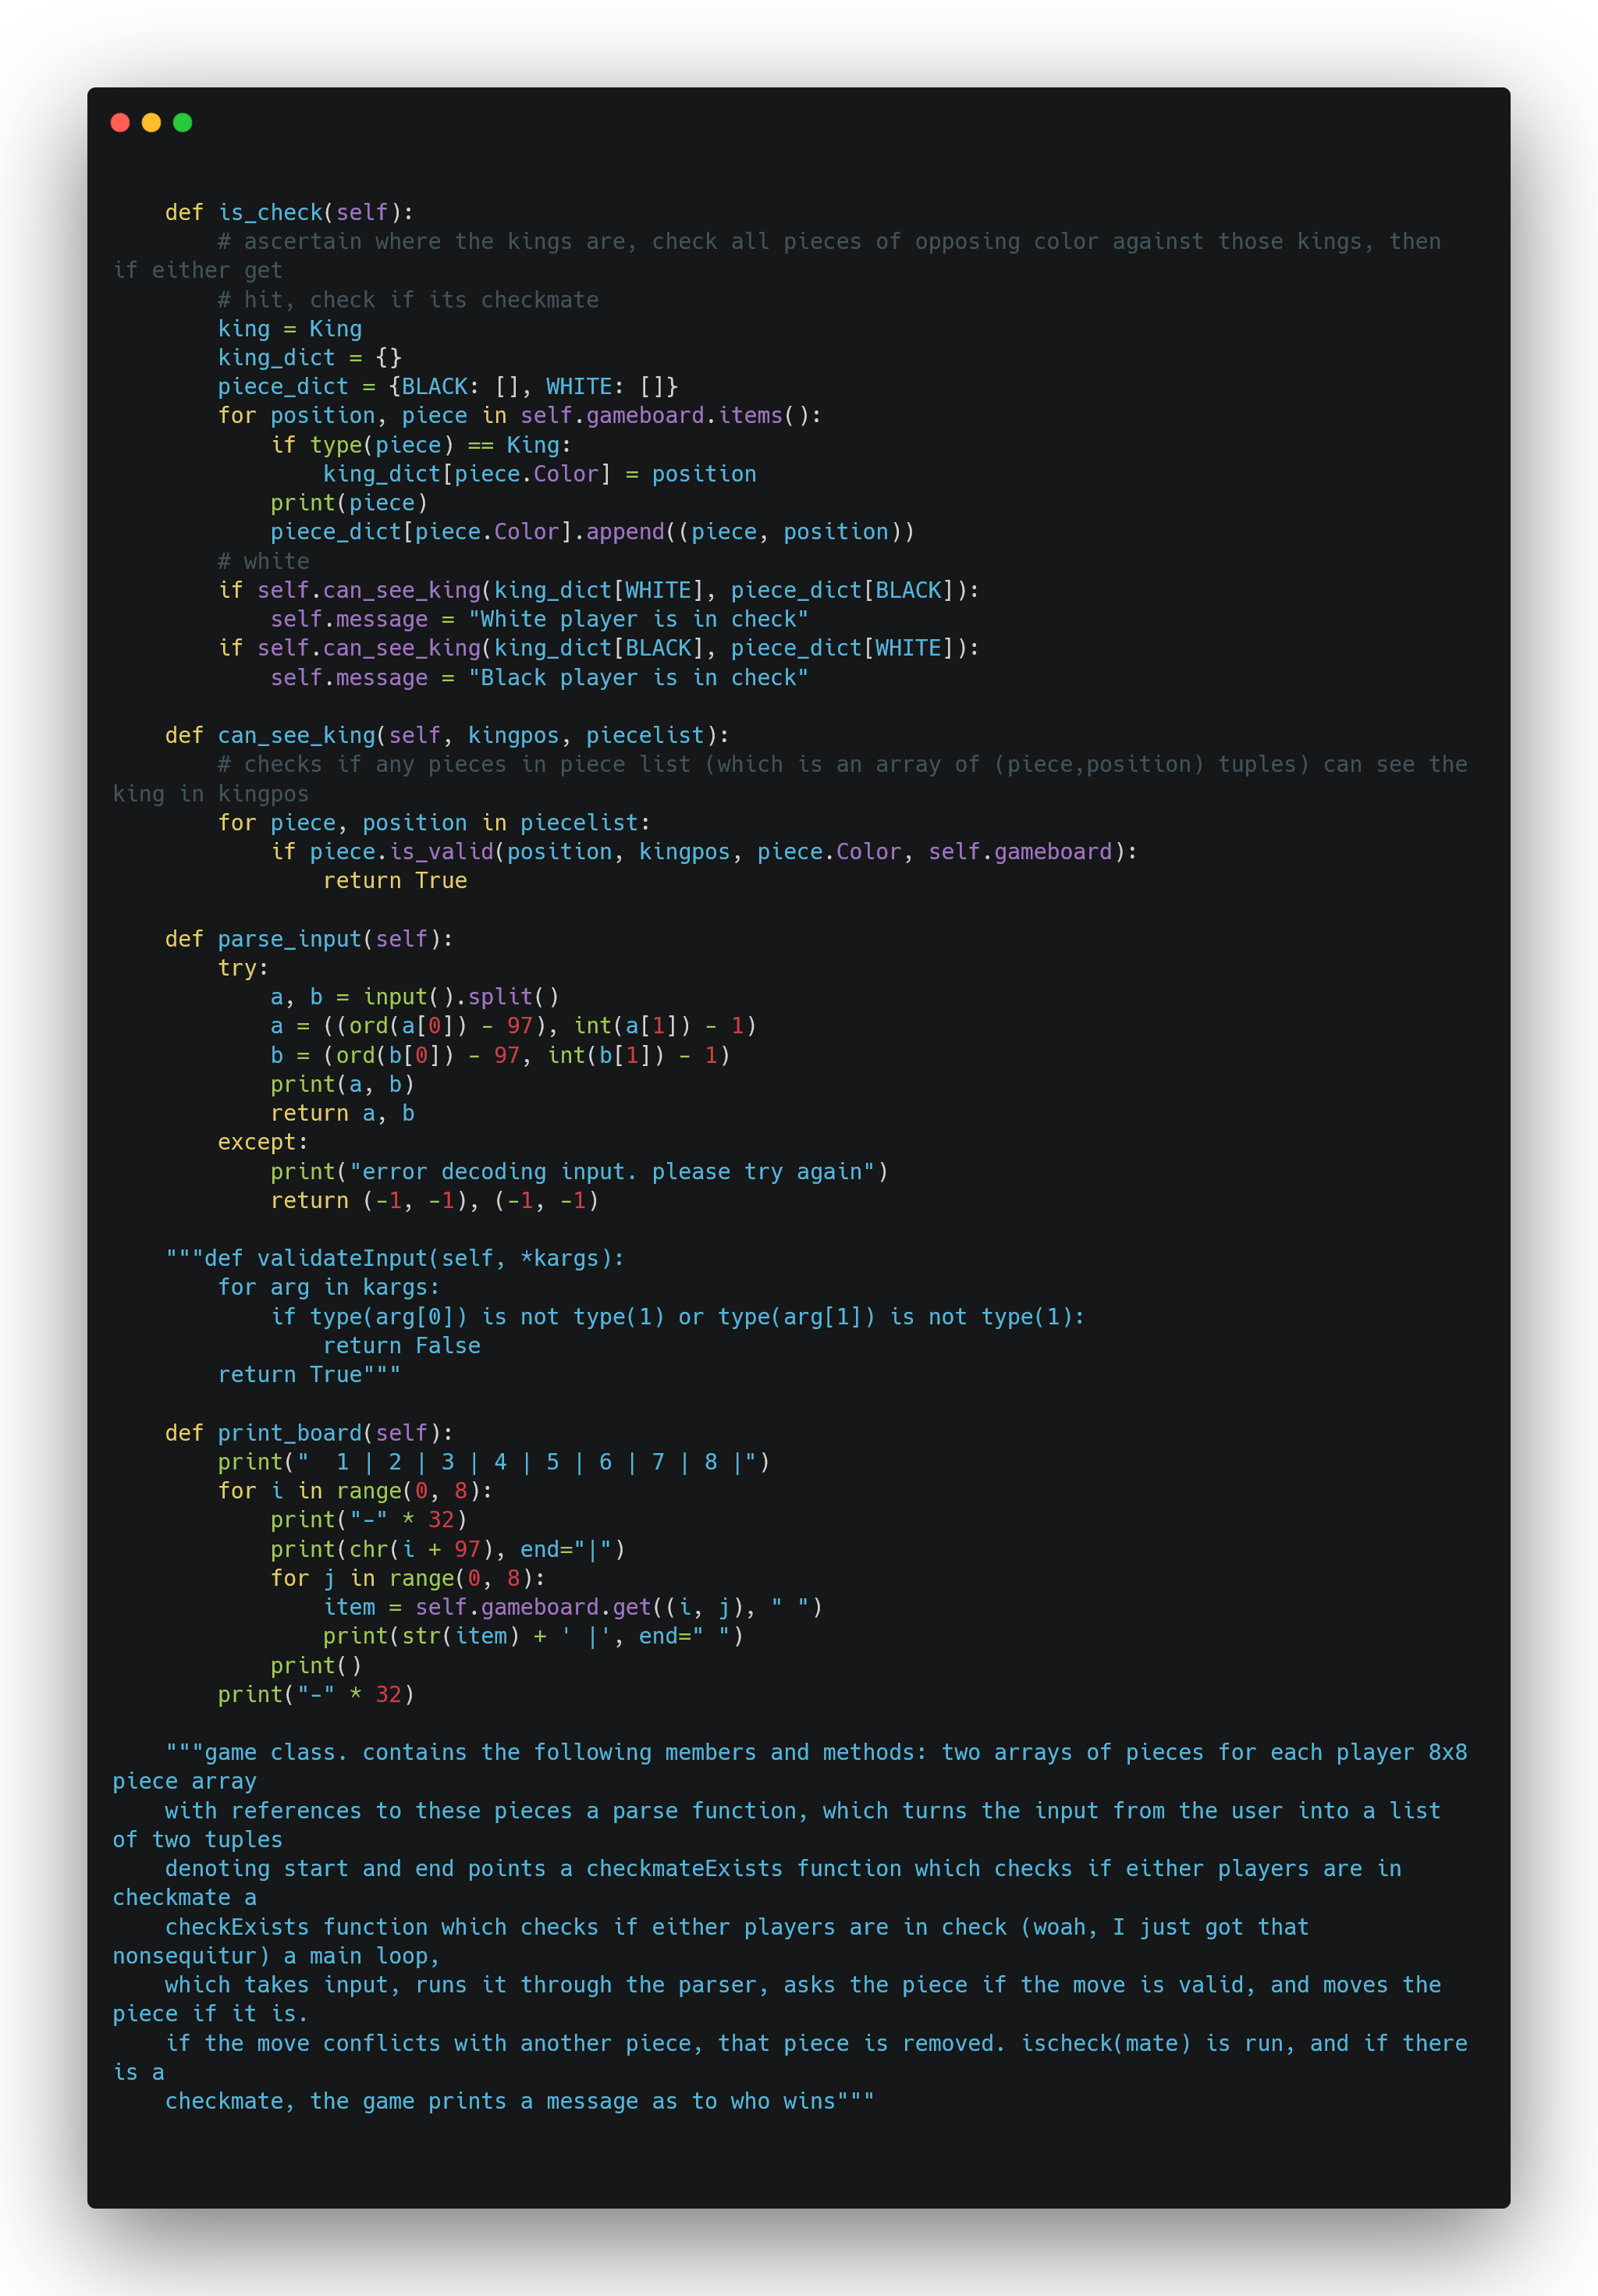 def is_check(self):
        # ascertain where the kings are, check all pieces of opposing color against those kings, then
if either get
        # hit, check if its checkmate
        king = King
        king_dict = {}
        piece_dict = {BLACK: [], WHITE: []}
        for position, piece in self.gameboard.items():
            if type(piece) == King:
                king_dict[piece.Color] = position
            print(piece)
            piece_dict[piece.Color].append((piece, position))
        # white
        if self.can_see_king(king_dict[WHITE], piece_dict[BLACK]):
            self.message = "White player is in check"
        if self.can_see_king(king_dict[BLACK], piece_dict[WHITE]):
            self.message = "Black player is in check"

    def can_see_king(self, kingpos, piecelist):
        # checks if any pieces in piece list (which is an array of (piece,position) tuples) can see the
king in kingpos
        for piece, position in piecelist:
            if piece.is_valid(position, kingpos, piece.Color, self.gameboard):
                return True

    def parse_input(self):
        try:
            a, b = input().split()
            a = ((ord(a[0]) - 97), int(a[1]) - 1)
            b = (ord(b[0]) - 97, int(b[1]) - 1)
            print(a, b)
            return a, b
        except:
            print("error decoding input. please try again")
            return (-1, -1), (-1, -1)

    """def validateInput(self, *kargs):
        for arg in kargs:
            if type(arg[0]) is not type(1) or type(arg[1]) is not type(1):
                return False
        return True"""

    def print_board(self):
        print("  1 | 2 | 3 | 4 | 5 | 6 | 7 | 8 |")
        for i in range(0, 8):
            print("-" * 32)
            print(chr(i + 97), end="|")
            for j in range(0, 8):
                item = self.gameboard.get((i, j), " ")
                print(str(item) + ' |', end=" ")
            print()
        print("-" * 32)

    """game class. contains the following members and methods: two arrays of pieces for each player 8x8
piece array
    with references to these pieces a parse function, which turns the input from the user into a list
of two tuples
    denoting start and end points a checkmateExists function which checks if either players are in
checkmate a
    checkExists function which checks if either players are in check (woah, I just got that
nonsequitur) a main loop,
    which takes input, runs it through the parser, asks the piece if the move is valid, and moves the
piece if it is.
    if the move conflicts with another piece, that piece is removed. ischeck(mate) is run, and if there
is a
    checkmate, the game prints a message as to who wins"""